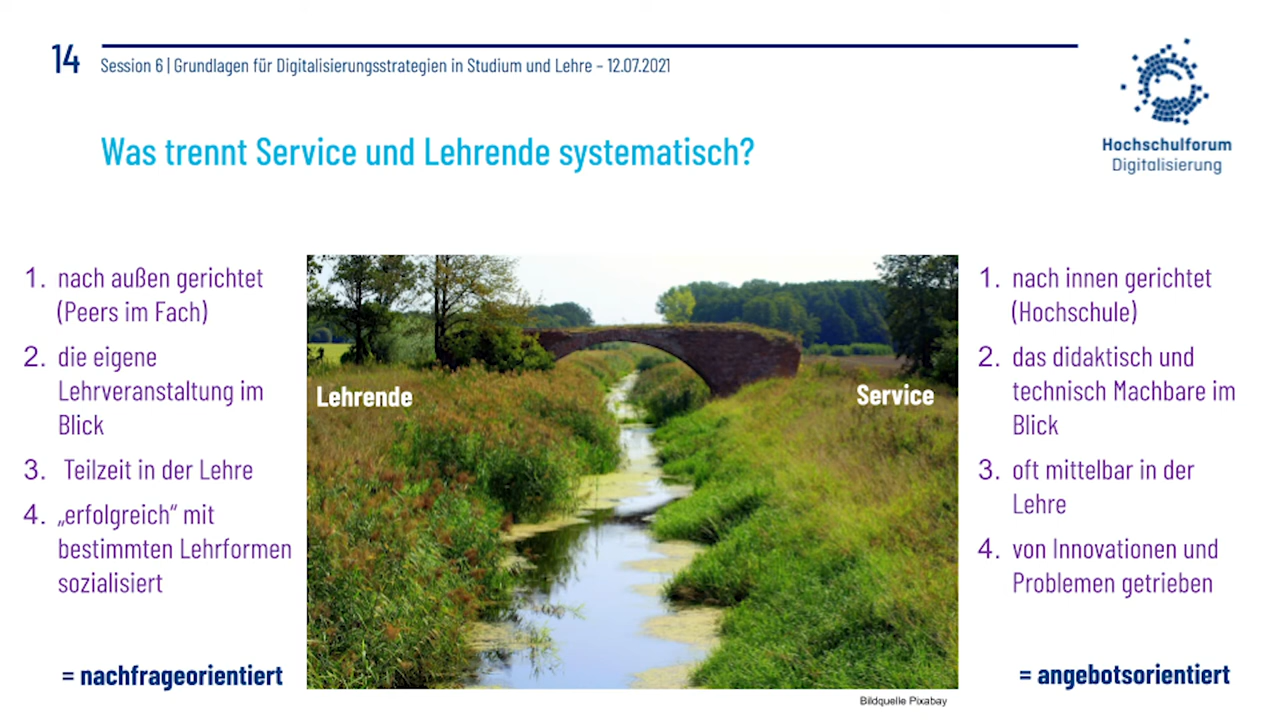 14
Session 6 | Grundlagen für Digitalisierungsstrategien in Studium und Lehre – 12.07.2021
Hochschulforum
Digitalisierung
Was trennt Service und Lehrende systematisch?
1. nach außen gerichtet
(Peers im Fach)
2. die eigene
Lehrveranstaltung im
Blick
3. Teilzeit in der Lehre
4. „erfolgreich“ mit
bestimmten Lehrformen
sozialisiert
= nachfrageorientiert
Lehrende
Service
1. nach innen gerichtet
(Hochschule)
2. das didaktisch und
technisch Machbare im
Blick
3. oft mittelbar in der
Lehre
4. von Innovationen und
Problemen getrieben
= angebotsorientiert
Bildquelle Pixabay